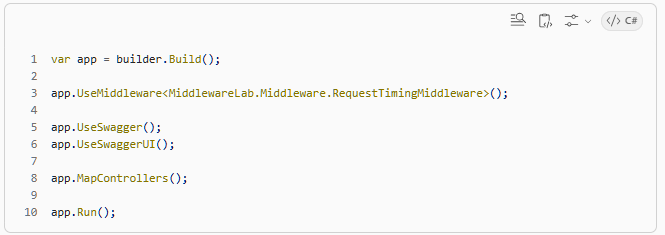 </> C#
1 var app = builder.Build();
2
3 app.UseMiddleware<MiddlewareLab.Middleware.RequestTimingMiddleware>();
4
5 app.UseSwagger();
6 app.UseSwaggerUI();
7
8 app.MapControllers();
9
10 app.Run();